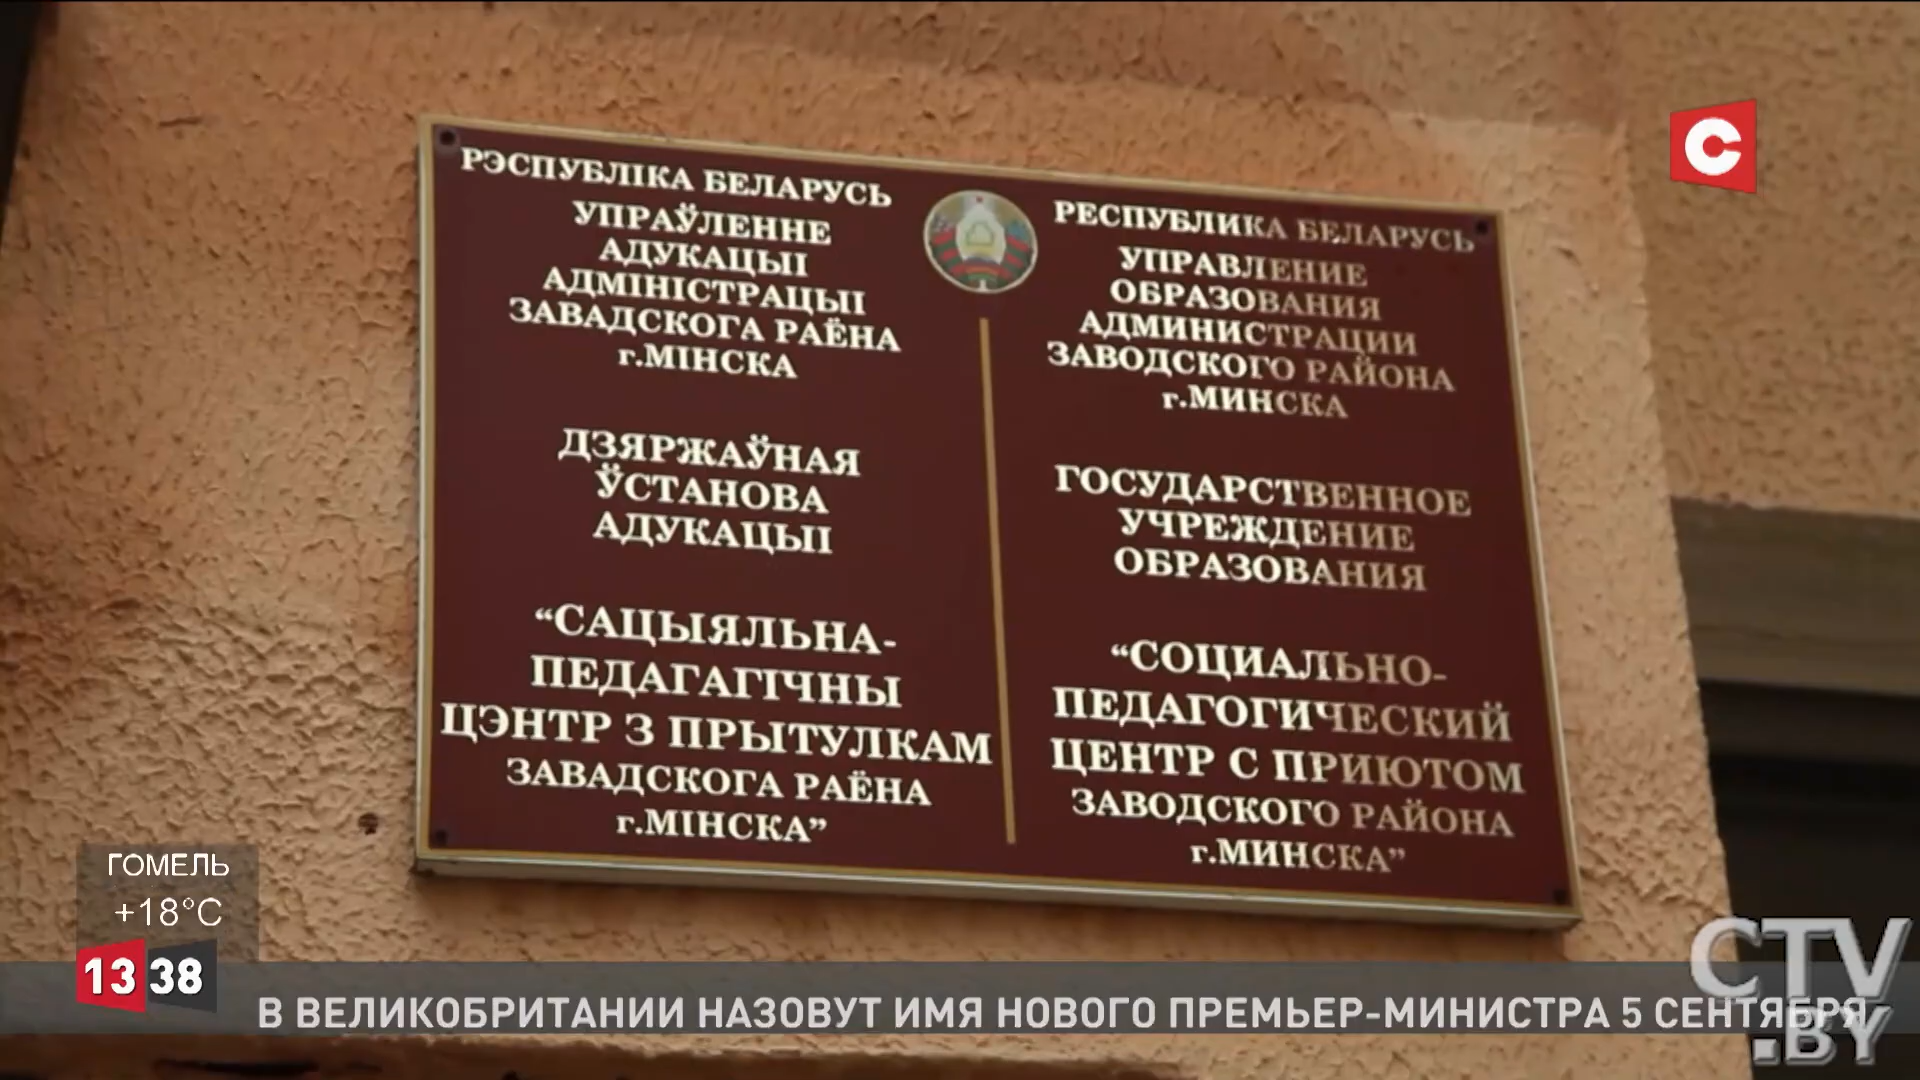 РЭСПУБЛІКА БЕЛАРУСЬ
УПРАЎЛЕННЕ
АДУКАЦЫІ
АДМІНІСТРАЦЫІ
ЗАВАДСКОГА РАЁНА
г.МІНСКА
ДЗЯРЖАЎНАЯ
ЎСТАНОВА
АДУКАЦЫІ
“САЦЫЯЛЬНА-
ПЕДАГАГІЧНЫ
ЦЭНТР З ПРЫТУЛКАМ
ЗАВАДСКОГА РАЁНА
г.МІНСКА”
РЕСПУБЛИКА БЕЛАРУСЬ
УПРАВЛЕНИЕ
ОБРАЗОВАНИЯ
АДМИНИСТРАЦИИ
ЗАВОДСКОГО РАЙОНА
г.МИНСКА
ГОСУДАРСТВЕННОЕ
УЧРЕЖДЕНИЕ
ОБРАЗОВАНИЯ
“СОЦИАЛЬНО-
ПЕДАГОГИЧЕСКИЙ
ЦЕНТР С ПРИЮТОМ
ЗАВОДСКОГО РАЙОНА
г.МИНСКА”
С
ГОМЕЛЬ
+18°C
13 38
В ВЕЛИКОБРИТАНИИ НАЗОВУТ ИМЯ НОВОГО ПРЕМЬЕР-МИНИСТРА 5 СЕНТЯБРЯ
CTV
.BY